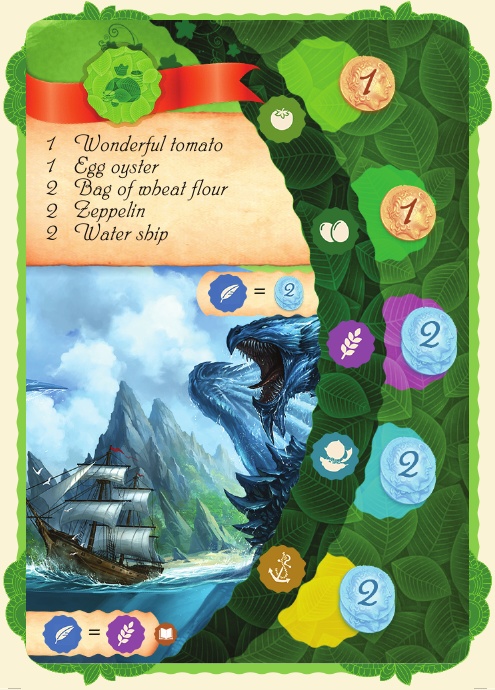 1 Wonderful tomato
1 Egg oyster
2 Bag of wheat flour
2 Zeppelin
2 Water ship
= 2
1
1
2
2
2
=